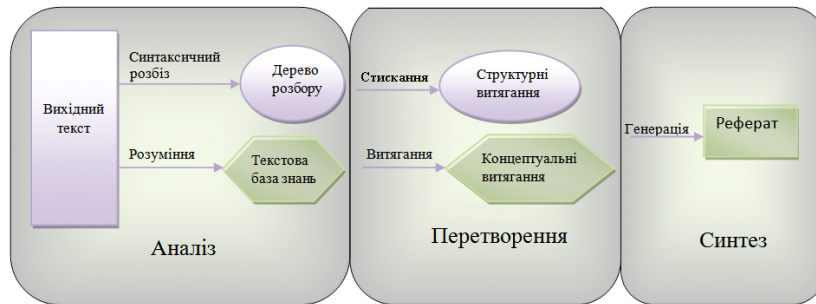 Вихідний
текст
Синтаксичний
розбіз
Дерево
розбору
Розуміння
Текстова
база знань
Аналіз
Стискання
Структурні
витягання
Витягання
Концептуальні
витягання
Перетворення
Генерація
Реферат
Синтез